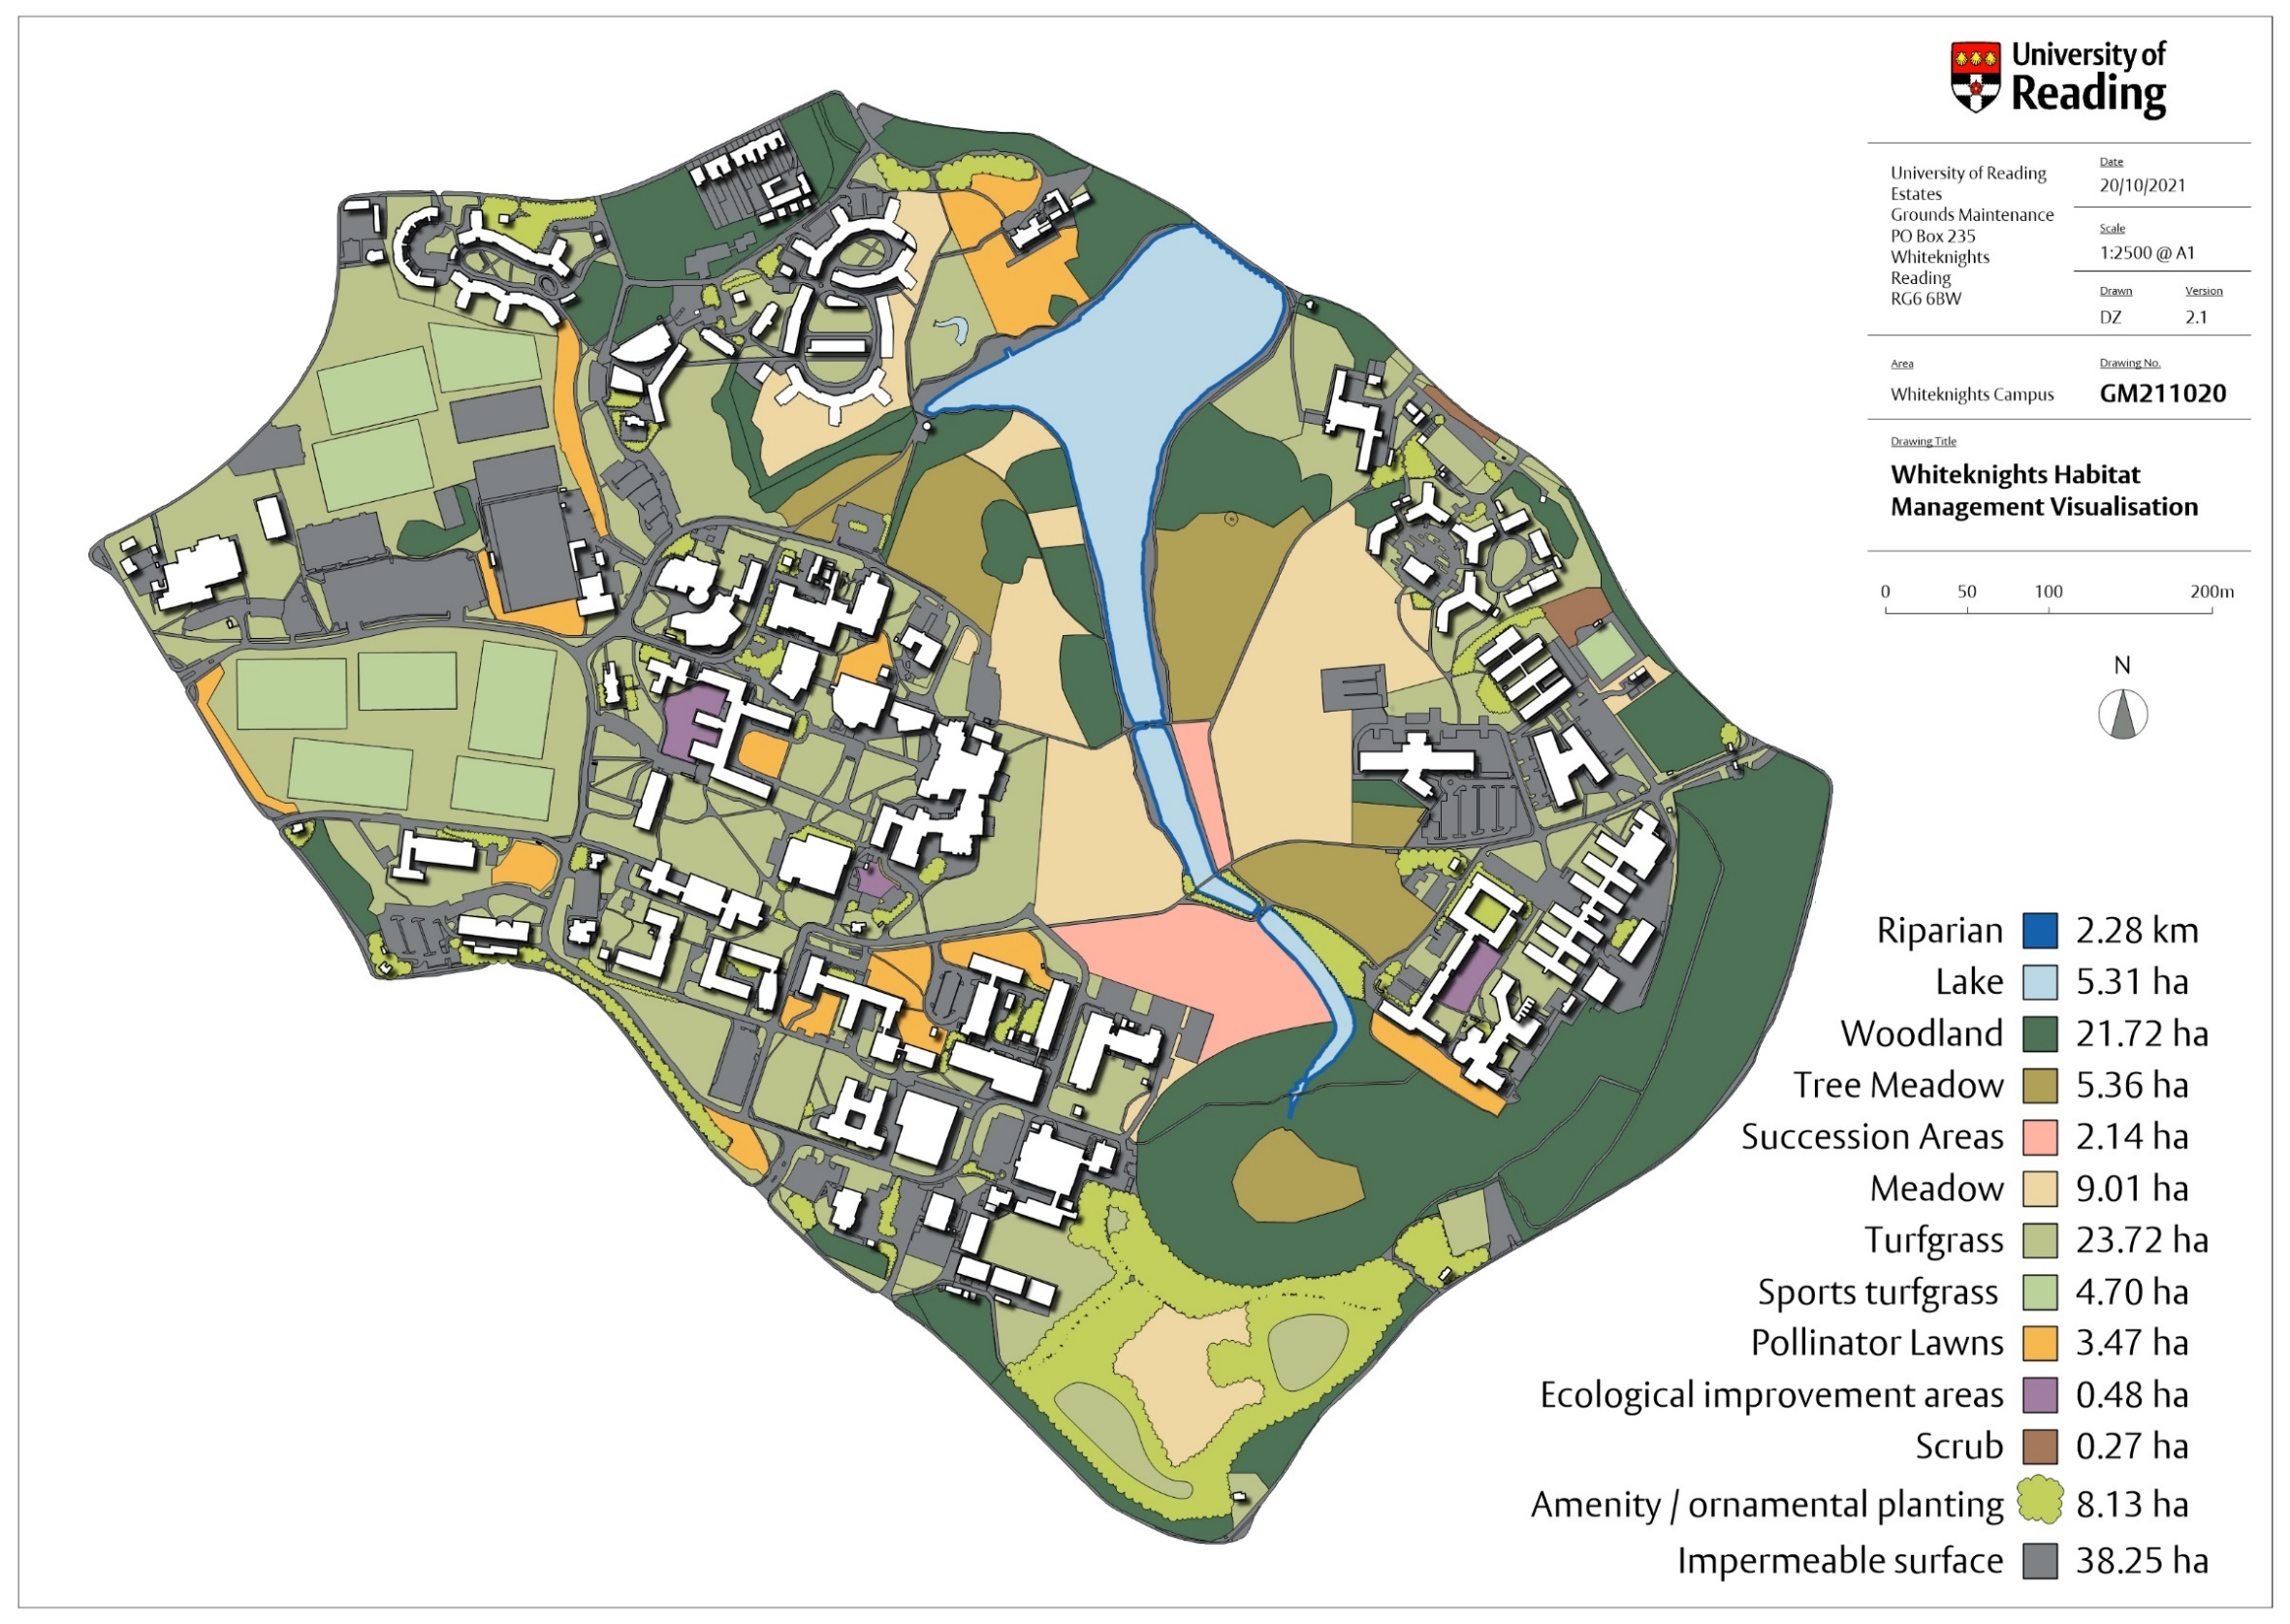 University of
Reading
University of Reading
Estates
Grounds Maintenance
PO Box 235
Whiteknights
Reading
RG6 6BW
Date
20/10/2021
Scale
1:2500 @ A1
Drawn
Version
DZ
2.1
Area
Drawing No.
Whiteknights Campus
GM211020
Drawing Title
Whiteknights Habitat
Management Visualisation
0 50 100 200m
N
Riparian 2.28 km
Lake 5.31 ha
Woodland 21.72 ha
Tree Meadow 5.36 ha
Succession Areas 2.14 ha
Meadow 9.01 ha
Turfgrass 23.72 ha
Sports turfgrass 4.70 ha
Pollinator Lawns 3.47 ha
Ecological improvement areas 0.48 ha
Scrub 0.27 ha
Amenity / ornamental planting 8.13 ha
Impermeable surface 38.25 ha